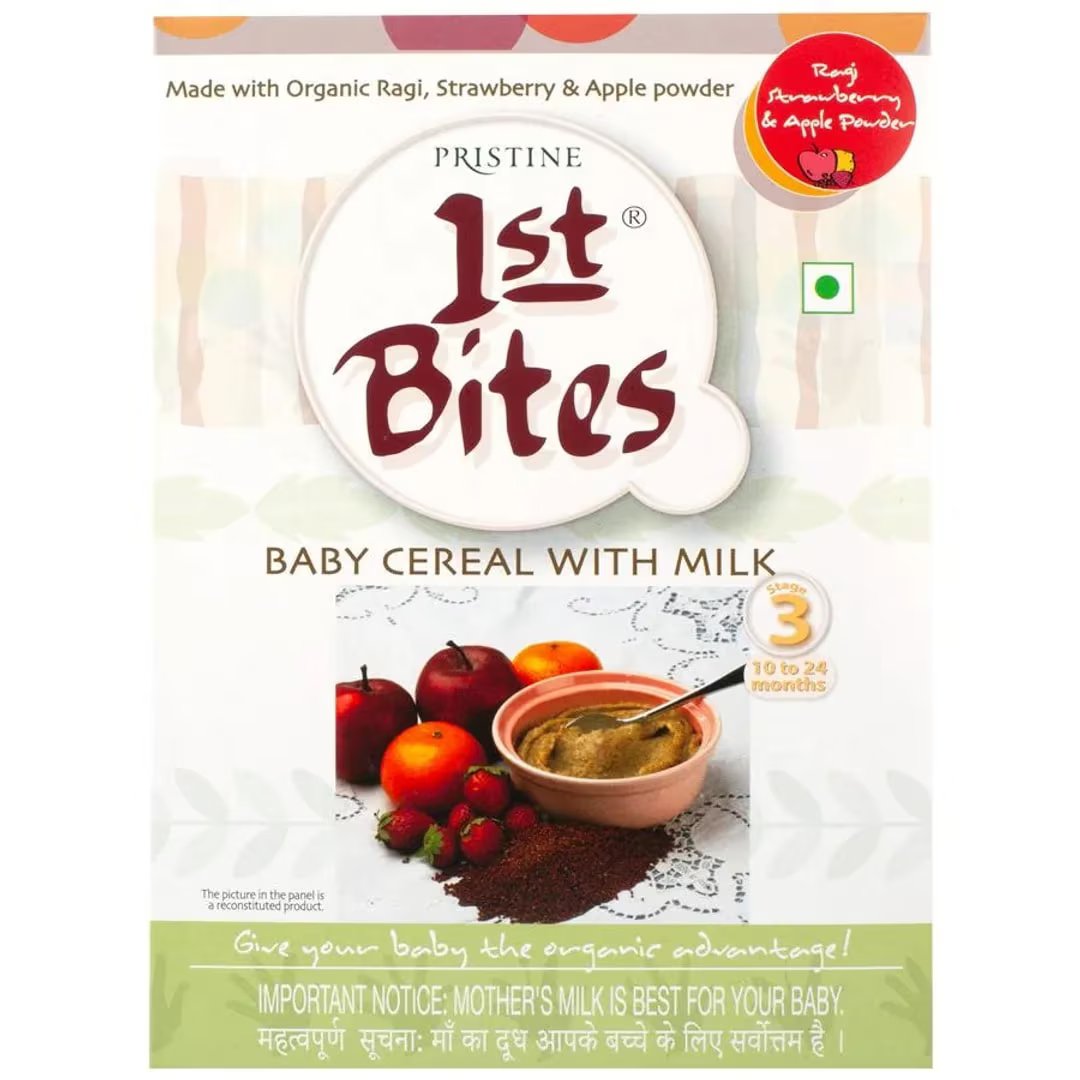 Made with Organic Ragi, Strawberry & Apple powder
Ragi
Strawberry
& Apple Powder
PRISTINE
1st ®
Bites
BABY CEREAL WITH MILK
Stage
3
10 to 24
months
The picture in the panel is
a reconstituted product.
Give your baby the organic advantage!
IMPORTANT NOTICE: MOTHER'S MILK IS BEST FOR YOUR BABY.
महत्वपूर्ण सूचना: माँ का दूध आपके बच्चे के लिए सर्वोत्तम है ।